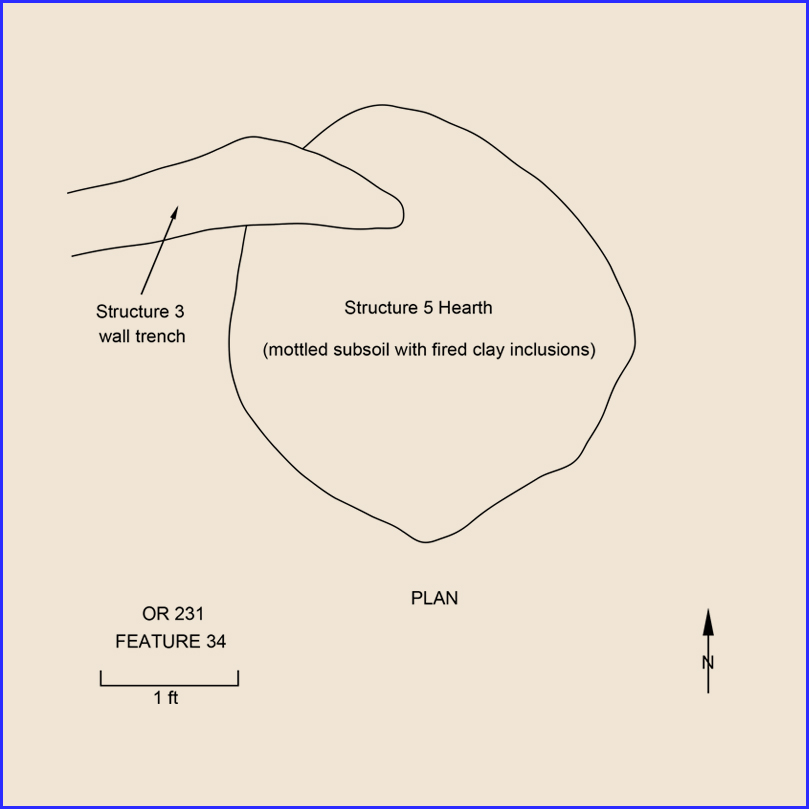 Structure 3
wall trench
Structure 5 Hearth
(mottled subsoil with fired clay inclusions)
PLAN
OR 231
FEATURE 34
1 ft
N